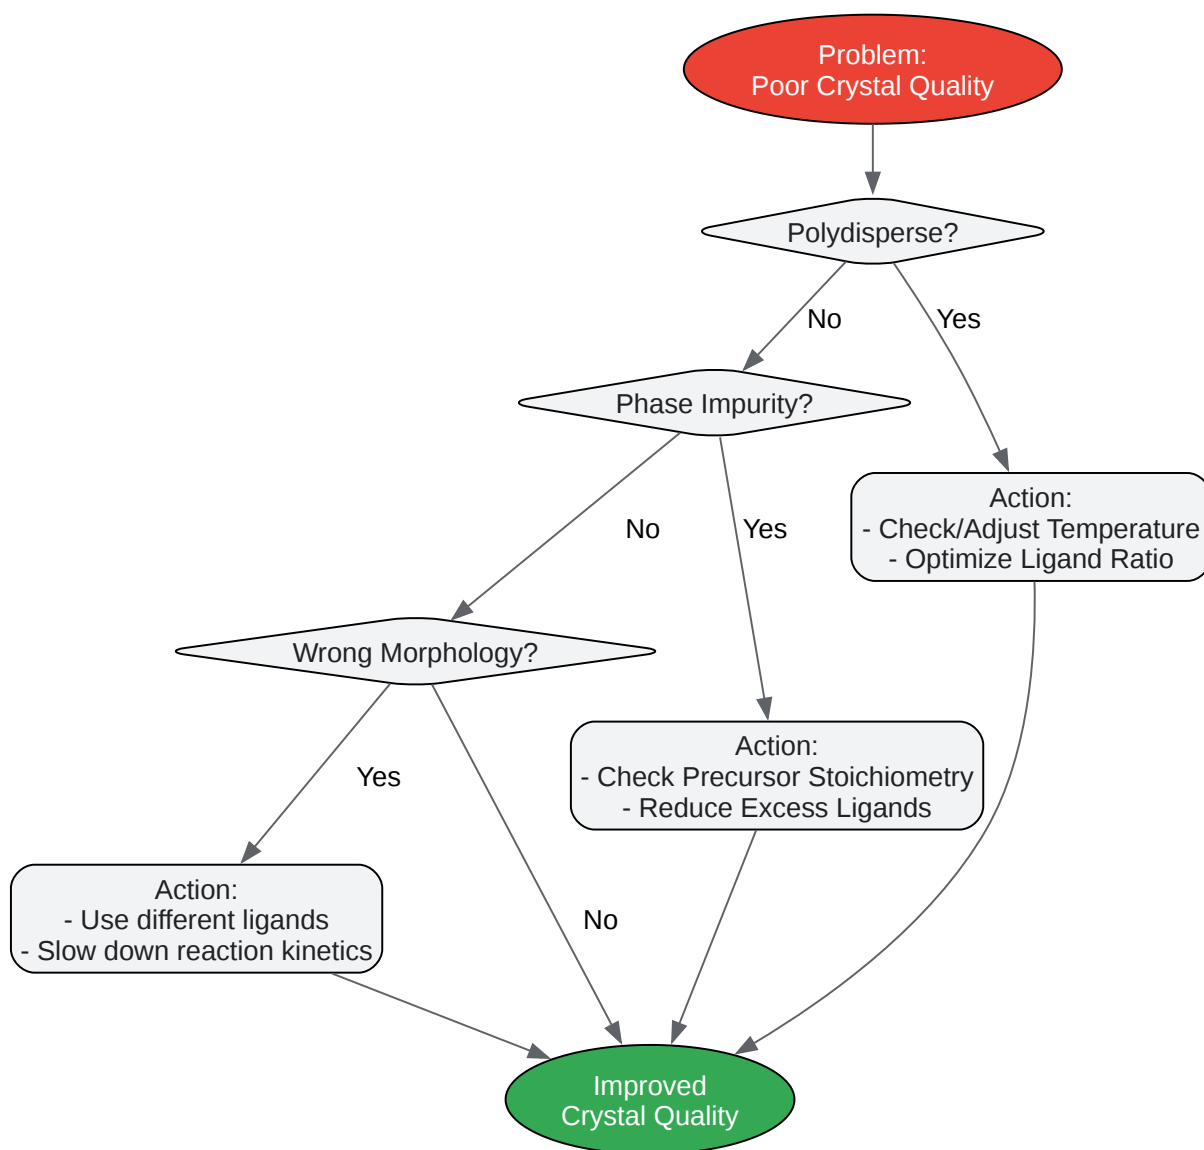 Problem:
Poor Crystal Quality
Polydisperse?
No
Yes
Phase Impurity?
Action:
- Check/Adjust Temperature
- Optimize Ligand Ratio
No
Yes
Wrong Morphology?
Action:
- Check Precursor Stoichiometry
- Reduce Excess Ligands
Yes
Action:
- Use different ligands
- Slow down reaction kinetics
No
Improved
Crystal Quality